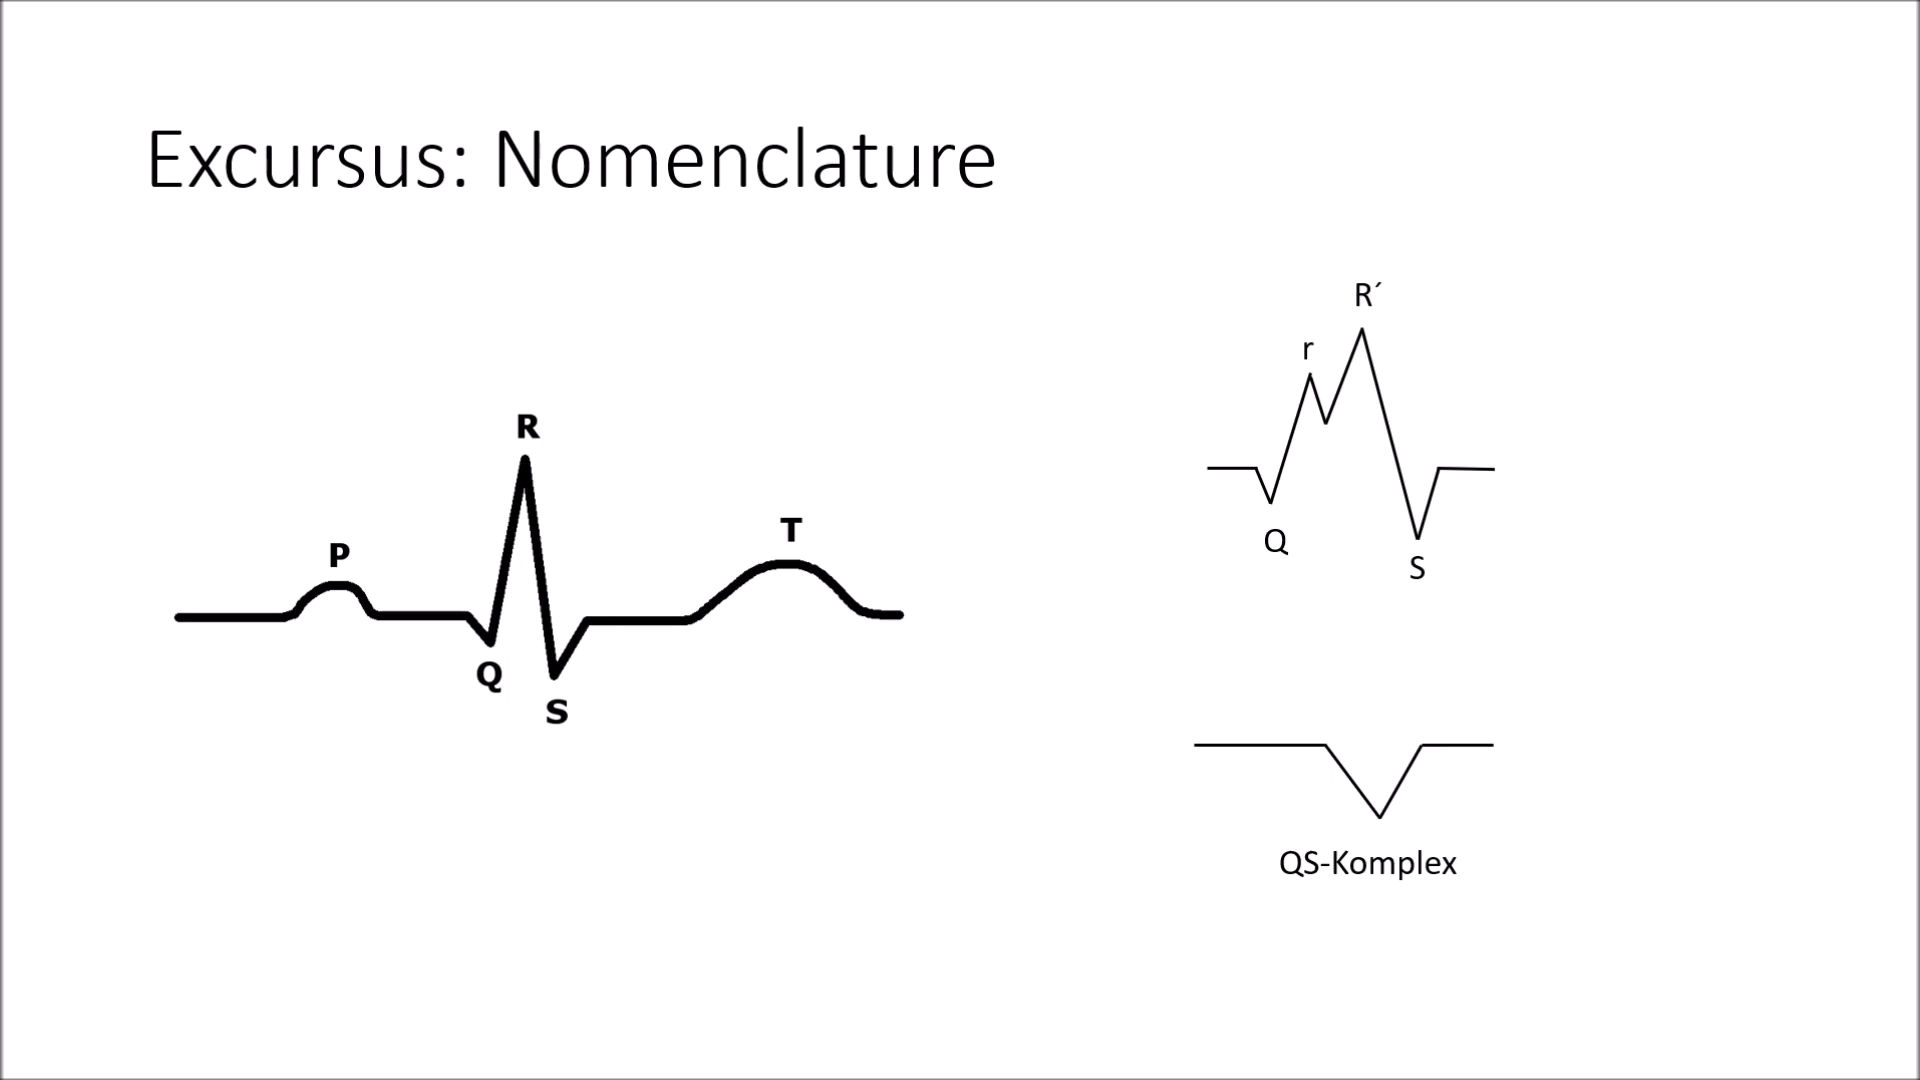 Excursus: Nomenclature
R
P
T
Q
S
R´
r
Q
S
QS-Komplex